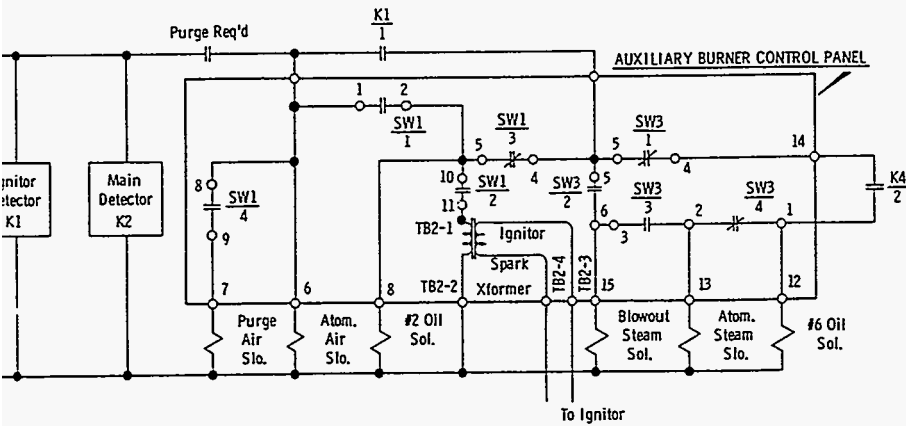 Purge Req'd
K1
1
AUXILIARY BURNER CONTROL PANEL
1
2
SW1
1
5
SW1
3
4
5
SW3
1
4
14
8
SW1
4
9
10
SW1
2
11
SW3
2
5
6
SW3
3
3
2
SW3
4
1
K4
2
gnitor
etector
K1
Main
Detector
K2
TB2-1
Ignitor
Spark
TB2-2
Xformer
TB2-4
TB2-3
7
6
8
15
13
12
Purge
Air
Slo.
Atom.
Air
Slo.
#2 Oil
Sol.
Blowout
Steam
Sol.
Atom.
Steam
Slo.
#6 Oil
Sol.
To Ignitor